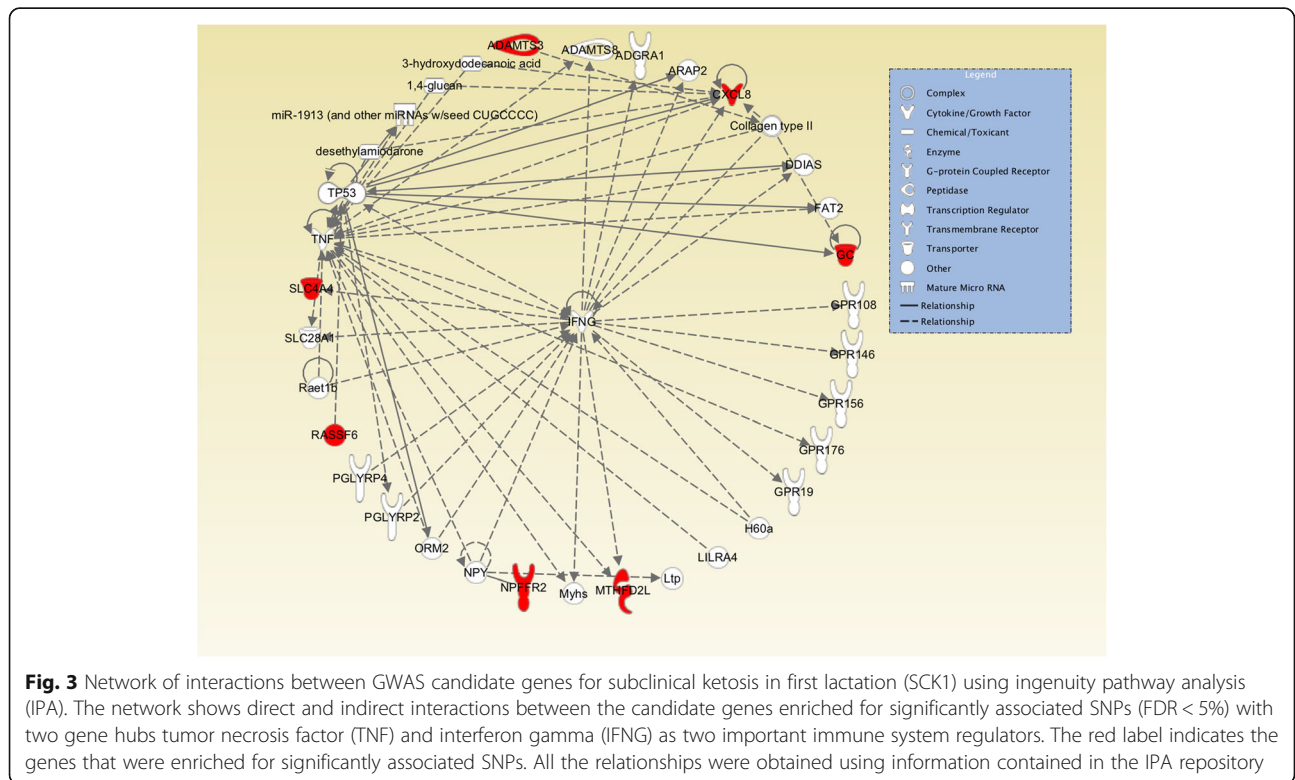 ADAMTS3
ADAMTS8
ADGRA1
3-hydroxydodecanoic acid
ARAP2
1,4-glucan
CXCL8
miR-1913 (and other miRNAs w/seed CUGCCCC)
Collagen type II
desethylamiodarone
DDIAS
TP53
FAT2
TNF
GC
SLC4A4
GPR108
IFNG
SLC28A1
GPR146
Raet1b
GPR156
RASSF6
GPR176
PGLYRP4
GPR19
PGLYRP2
H60a
ORM2
LILRA4
NPY
Ltp
NPFFR2
Myhs
MTHFD2L
Legend
Complex
Cytokine/Growth Factor
Chemical/Toxicant
Enzyme
G-protein Coupled Receptor
Peptidase
Transcription Regulator
Transmembrane Receptor
Transporter
Other
Mature Micro RNA
Relationship
Relationship
Fig. 3 Network of interactions between GWAS candidate genes for subclinical ketosis in first lactation (SCK1) using ingenuity pathway analysis
(IPA). The network shows direct and indirect interactions between the candidate genes enriched for significantly associated SNPs (FDR < 5%) with
two gene hubs tumor necrosis factor (TNF) and interferon gamma (IFNG) as two important immune system regulators. The red label indicates the
genes that were enriched for significantly associated SNPs. All the relationships were obtained using information contained in the IPA repository